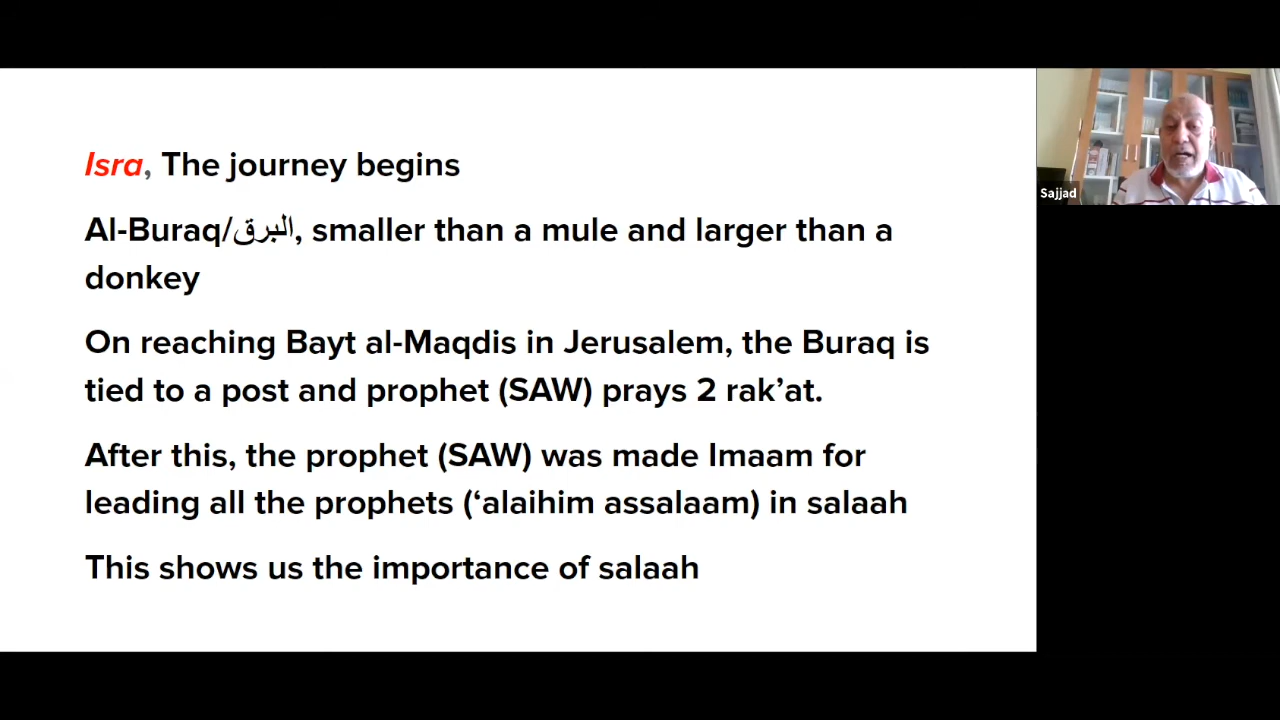 Isra, The journey begins
Al-Buraq/البرق, smaller than a mule and larger than a
donkey
On reaching Bayt al-Maqdis in Jerusalem, the Buraq is
tied to a post and prophet (SAW) prays 2 rak’at.
After this, the prophet (SAW) was made Imaam for
leading all the prophets (‘alaihim assalaam) in salaah
This shows us the importance of salaah
Sajjad